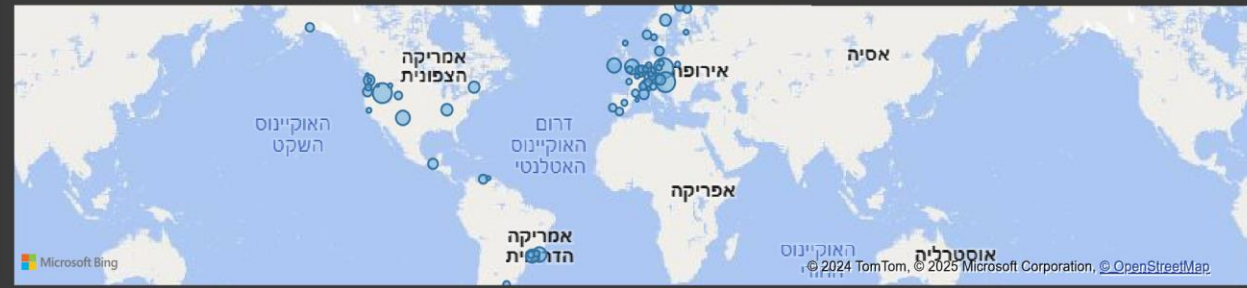 אמריקה
הצפונית
אסיה
אירופה
האוקיינוס
השקט
דרום
האוקיינוס
האטלנטי
אפריקה
אמריקה
האוקיינוס
אוסטרליה
Microsoft Bing
© 2024 TomTom, © 2025 Microsoft Corporation, © OpenStreetMap